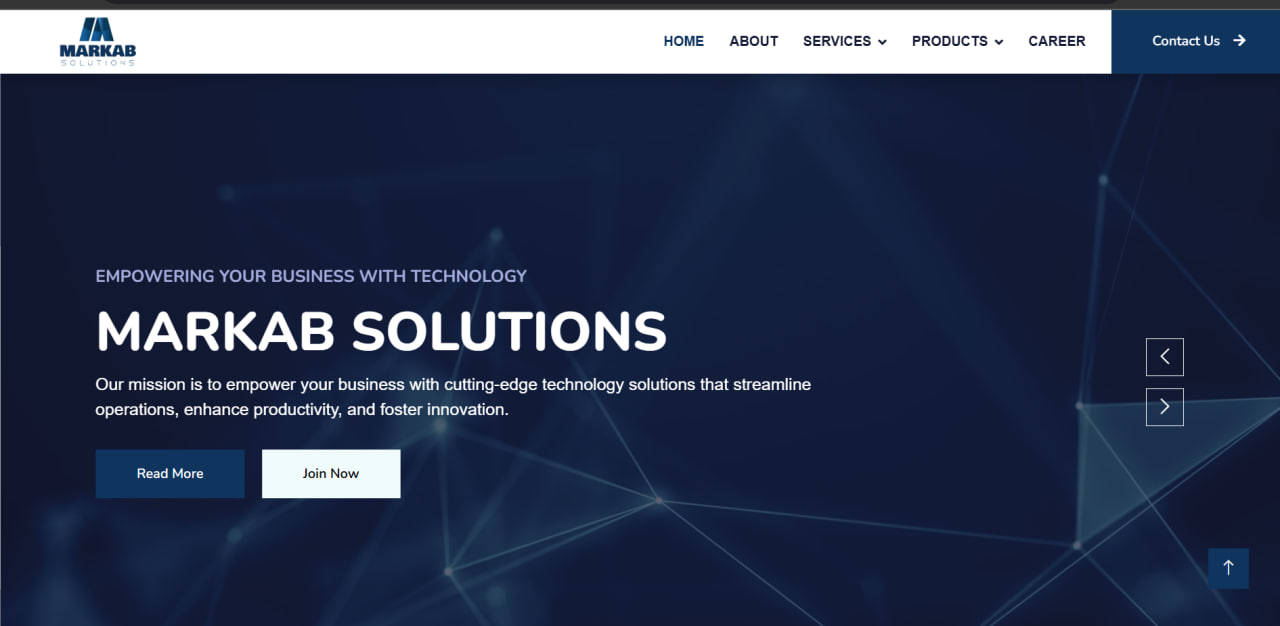 MARKAB
SOLUTIONS
HOME ABOUT SERVICES PRODUCTS CAREER Contact Us
EMPOWERING YOUR BUSINESS WITH TECHNOLOGY
MARKAB SOLUTIONS
Our mission is to empower your business with cutting-edge technology solutions that streamline
operations, enhance productivity, and foster innovation.
Read More Join Now